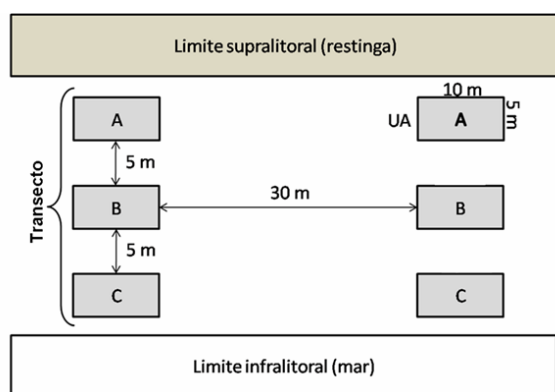 Limite supralitoral (restinga)
10 m
A
UA
A
5 m
5 m
Transecto
B
30 m
B
5 m
C
C
Limite infralitoral (mar)